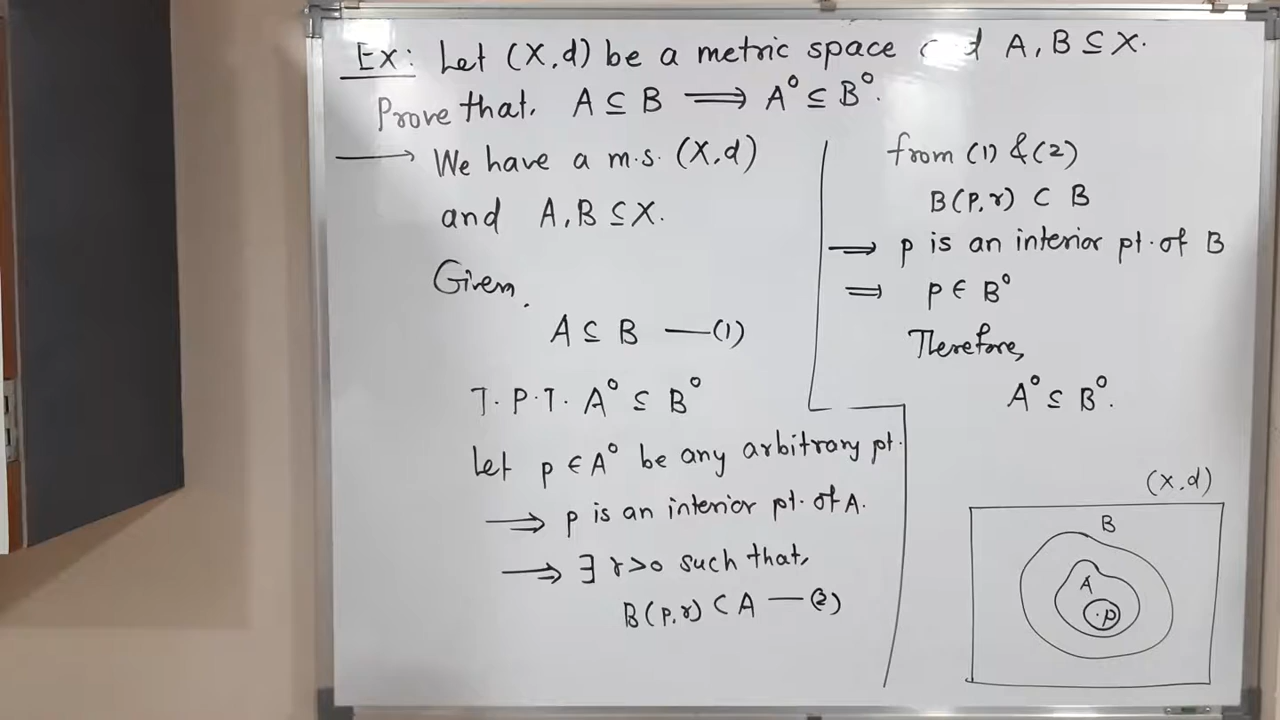 Ex: Let (X,d) be a metric space d A,B⊆X.
Prove that, A⊆B ⟹ A°⊆B°.
⟶ We have a m.s. (X,d)
and A,B⊆X.
Given,
A⊆B —(1)
T.P.T. A°⊆B°
Let p∈A° be any arbitrary pt.
⟹ p is an interior pt. of A.
⟹ ∃ r>0 such that,
B(p,r)⊂A —(2)
from (1) &(2)
B(P,r) ⊂ B
⟹ p is an interior pt. of B
⟹ p∈B°
Therefore,
A°⊆B°.
(X,d)
B
A
.p